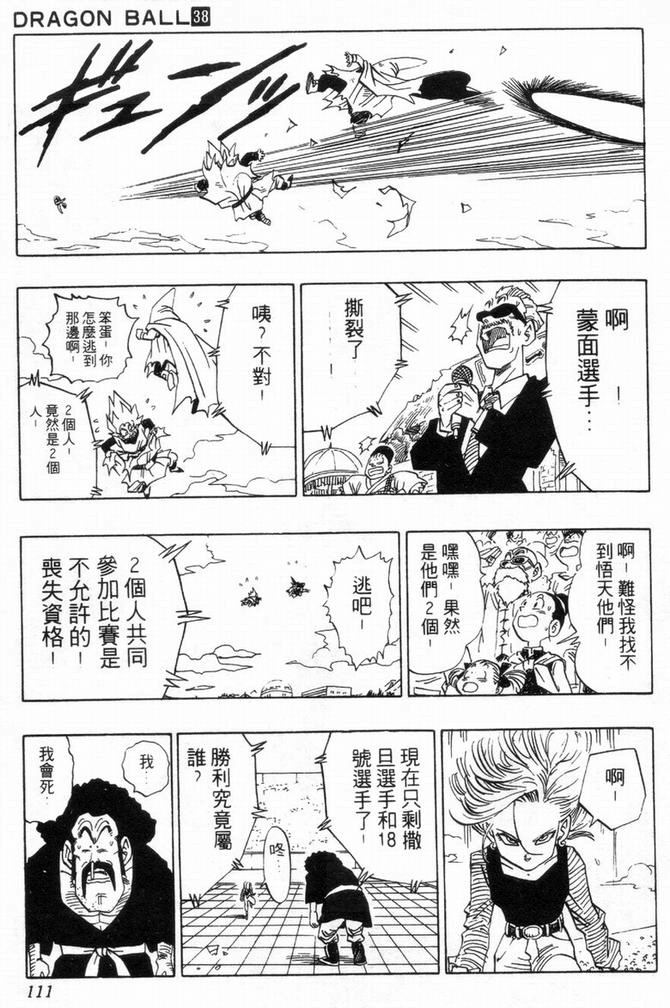 DRAGON BALL 38
ギュンッ
啊
蒙面選手…！
撕裂了！
咦？不對！
笨蛋！你
怎麼逃到
那邊啊！
2個人！
竟然是2個
人！
啊！難怪我找不
到悟天他們！
嘿嘿！果然
是他們2個！
逃吧！
2個人共同
參加比賽是
不允許的！
喪失資格！
啊！
現在只剩撒
旦選手和18
號選手了！
勝利究竟屬
誰？
咚…
我…
我會死…
111